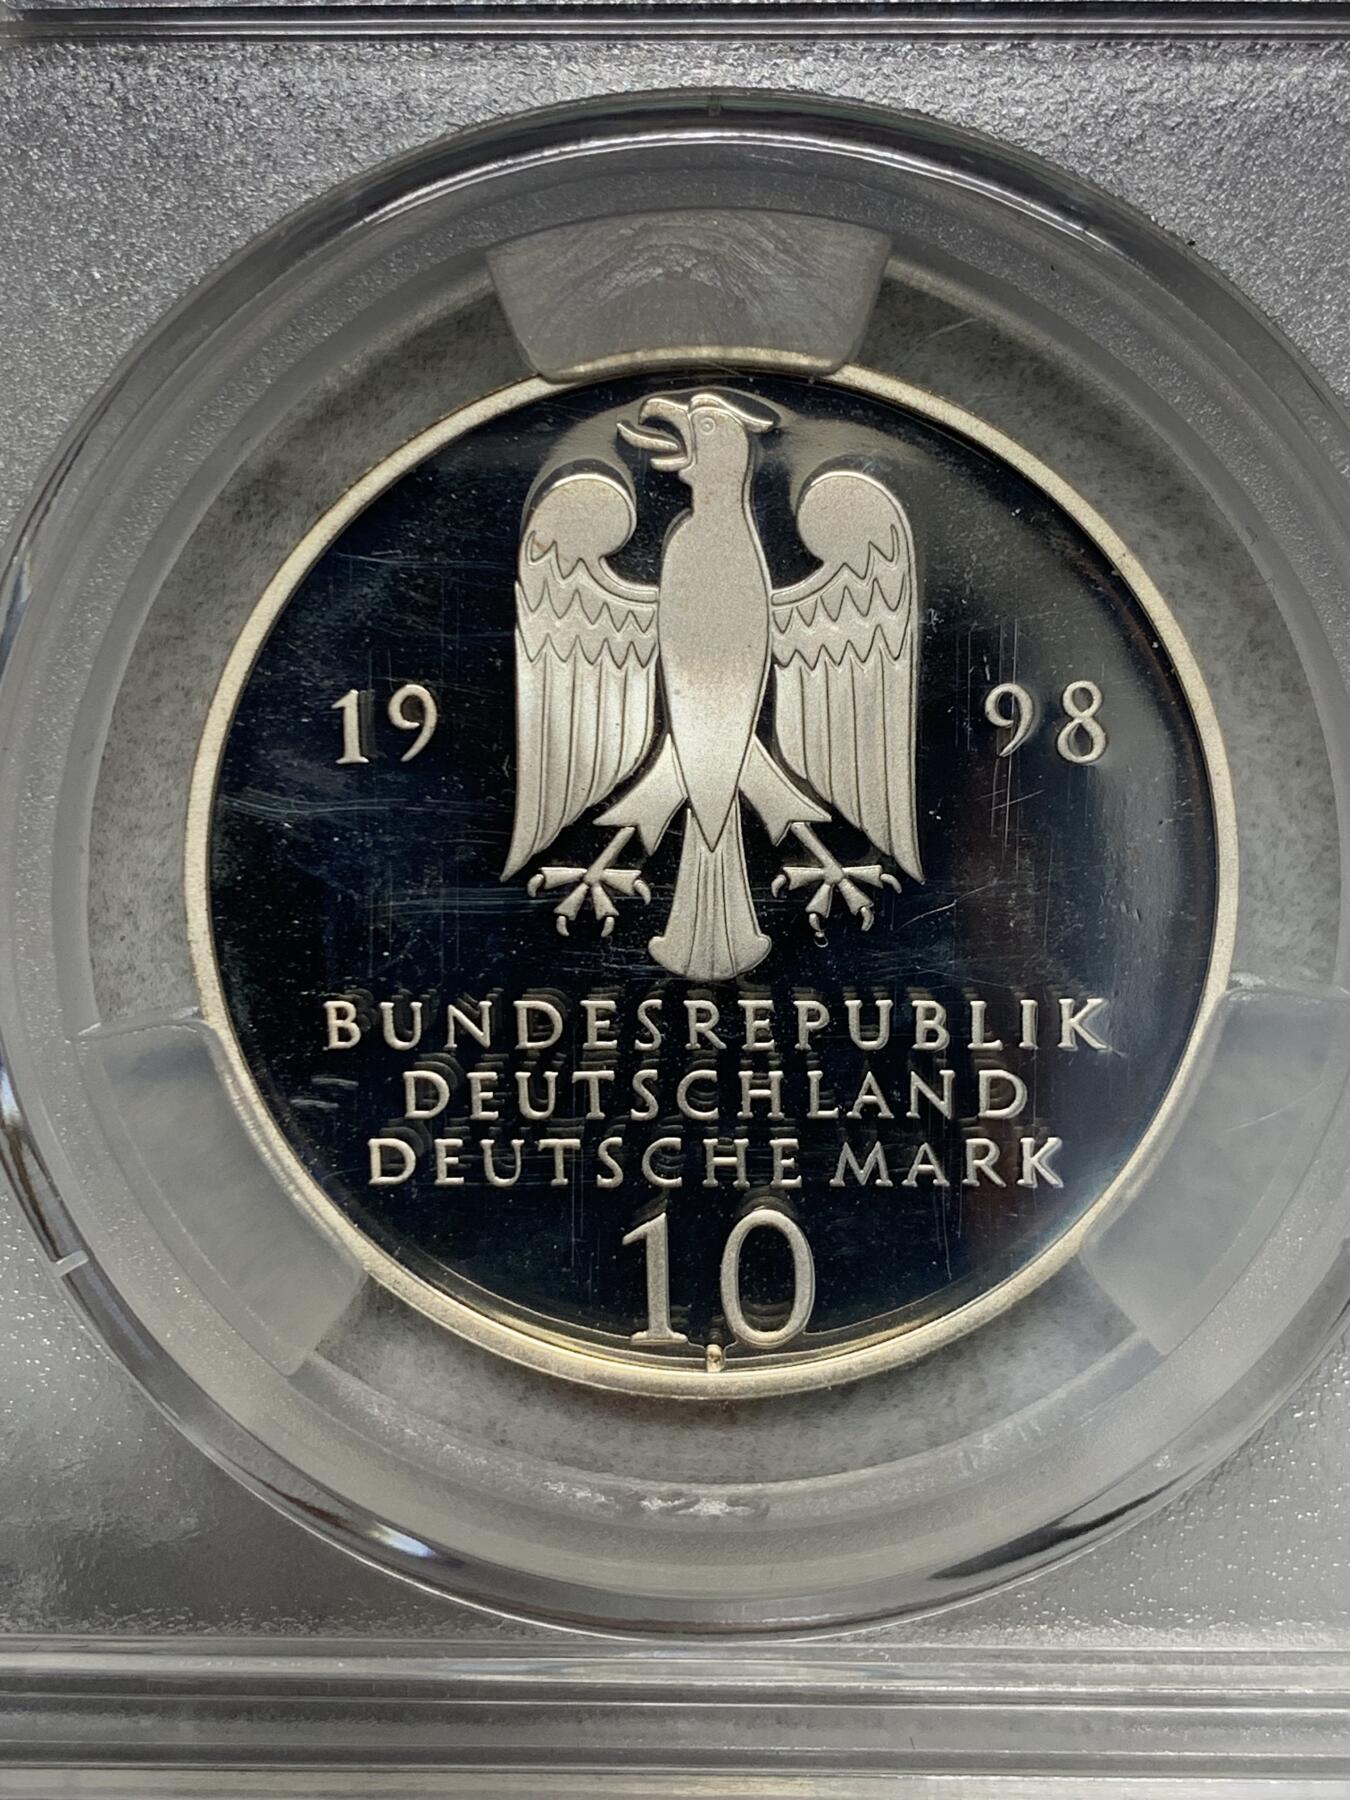 19 98
BUNDESREPUBLIK
DEUTSCHLAND
DEUTSCHE MARK
10